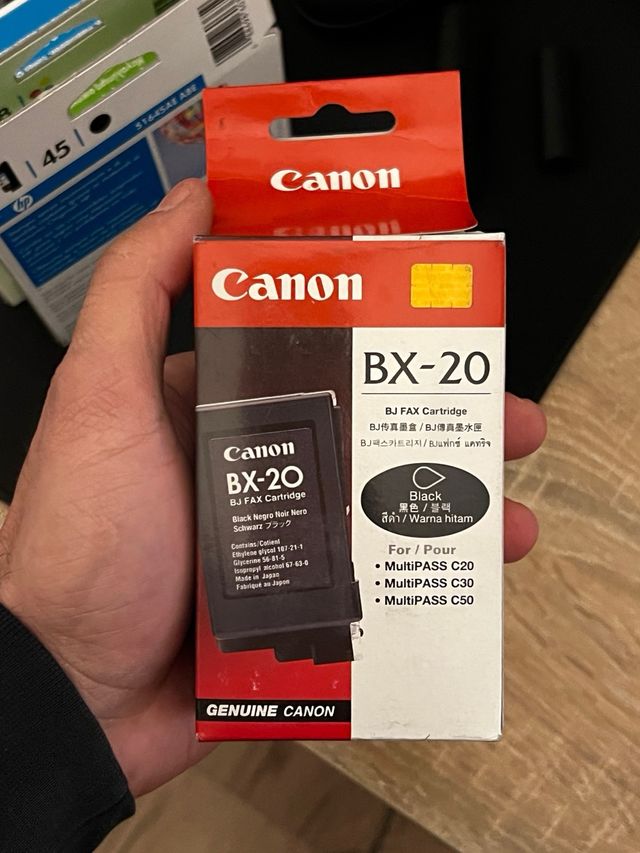 45
51645AE ABE
hp
Canon
Canon
BX-20
BJ FAX Cartridge
BJ传真墨盒 / BJ傳真墨水匣
BJ팩스카트리지 / BJแฟกซ์ แคทริจ
Black
黑色 / 블랙
สีดำ / Warna hitam
For / Pour
• MultiPASS C20
• MultiPASS C30
• MultiPASS C50
Canon
BX-20
BJ FAX Cartridge
Black Negro Noir Nero
Schwarz ブラック
Contains/Cotient
Ethylene glycol 107-21-1
Glycerine 56-81-5
Isopropyl alcohol 67-63-0
Made in Japan
Fabriqué au Japon
GENUINE CANON